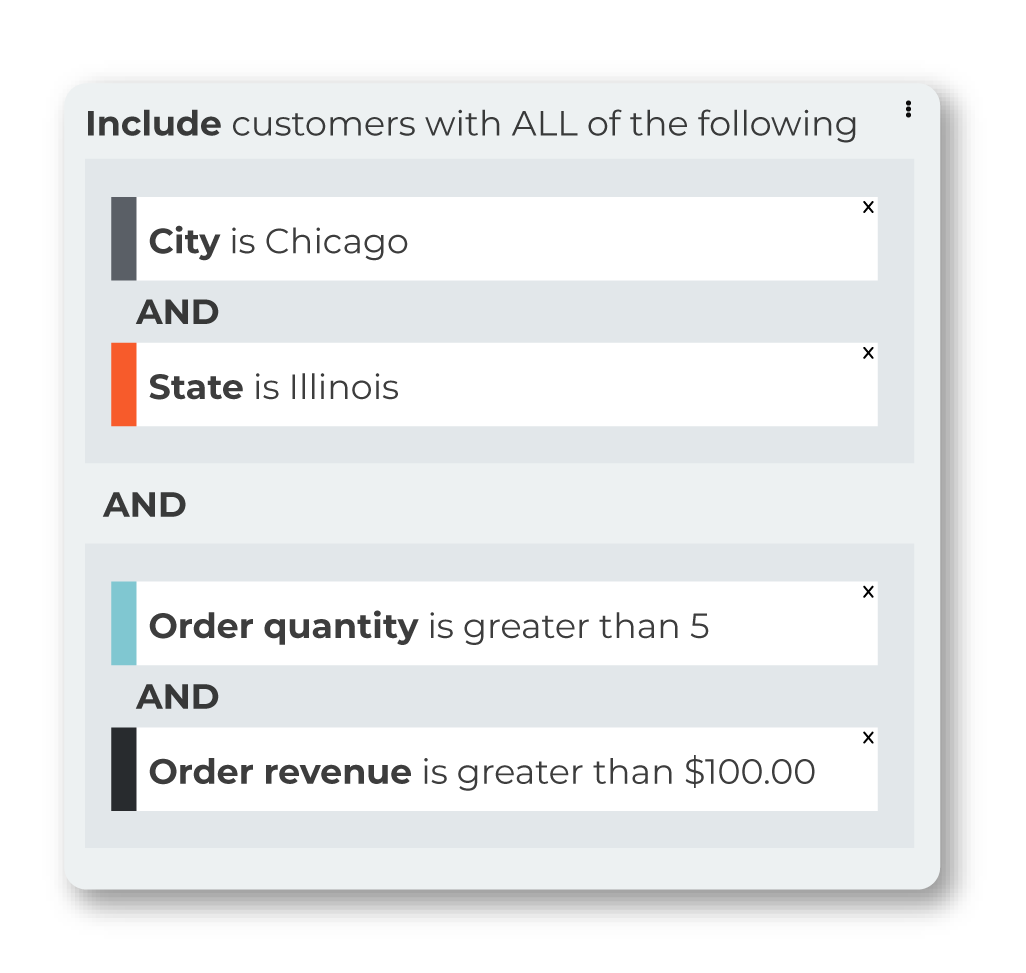 Include customers with ALL of the following
x
City is Chicago
AND
x
State is Illinois
AND
x
Order quantity is greater than 5
AND
x
Order revenue is greater than $100.00